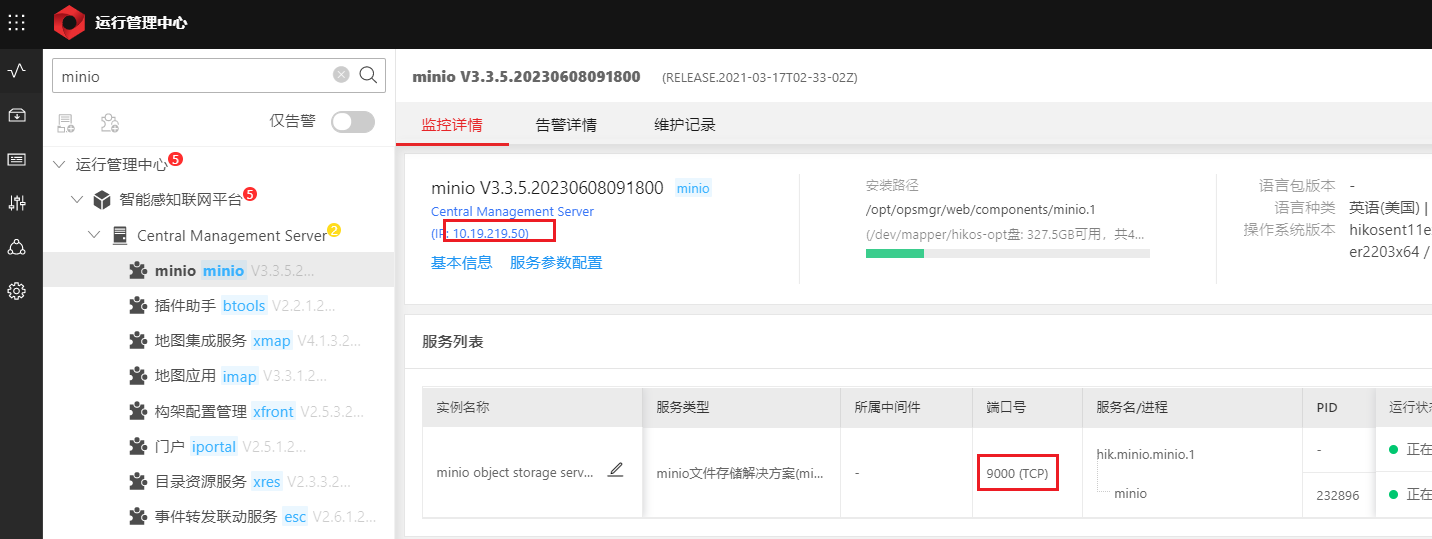 运行管理中心
minio
仅告警
运行管理中心 5
智能感知联网平台 5
Central Management Server 2
minio minio V3.3.5.2...
插件助手 btools V2.2.1.2...
地图集成服务 xmap V4.1.3.2...
地图应用 imap V3.3.1.2...
构架配置管理 xfront V2.5.3.2...
门户 iportal V2.5.1.2...
目录资源服务 xres V2.3.3.2...
事件转发联动服务 esc V2.6.1.2...
minio V3.3.5.20230608091800 (RELEASE.2021-03-17T02-33-02Z)
监控详情 告警详情 维护记录
minio V3.3.5.20230608091800 minio
Central Management Server
(IP: 10.19.219.50)
基本信息 服务参数配置
安装路径
/opt/opsmgr/web/components/minio.1
(/dev/mapper/hikos-opt盘: 327.5GB可用，共4...
语言包版本 -
语言种类 英语(美国) |
操作系统版本 hikosent11e
er2203x64 /
服务列表
实例名称 服务类型 所属中间件 端口号 服务名/进程 PID 运行状态
minio object storage serv... minio文件存储解决方案(mi... - 9000 (TCP) hik.minio.minio.1 - 正在
minio 232896 正在